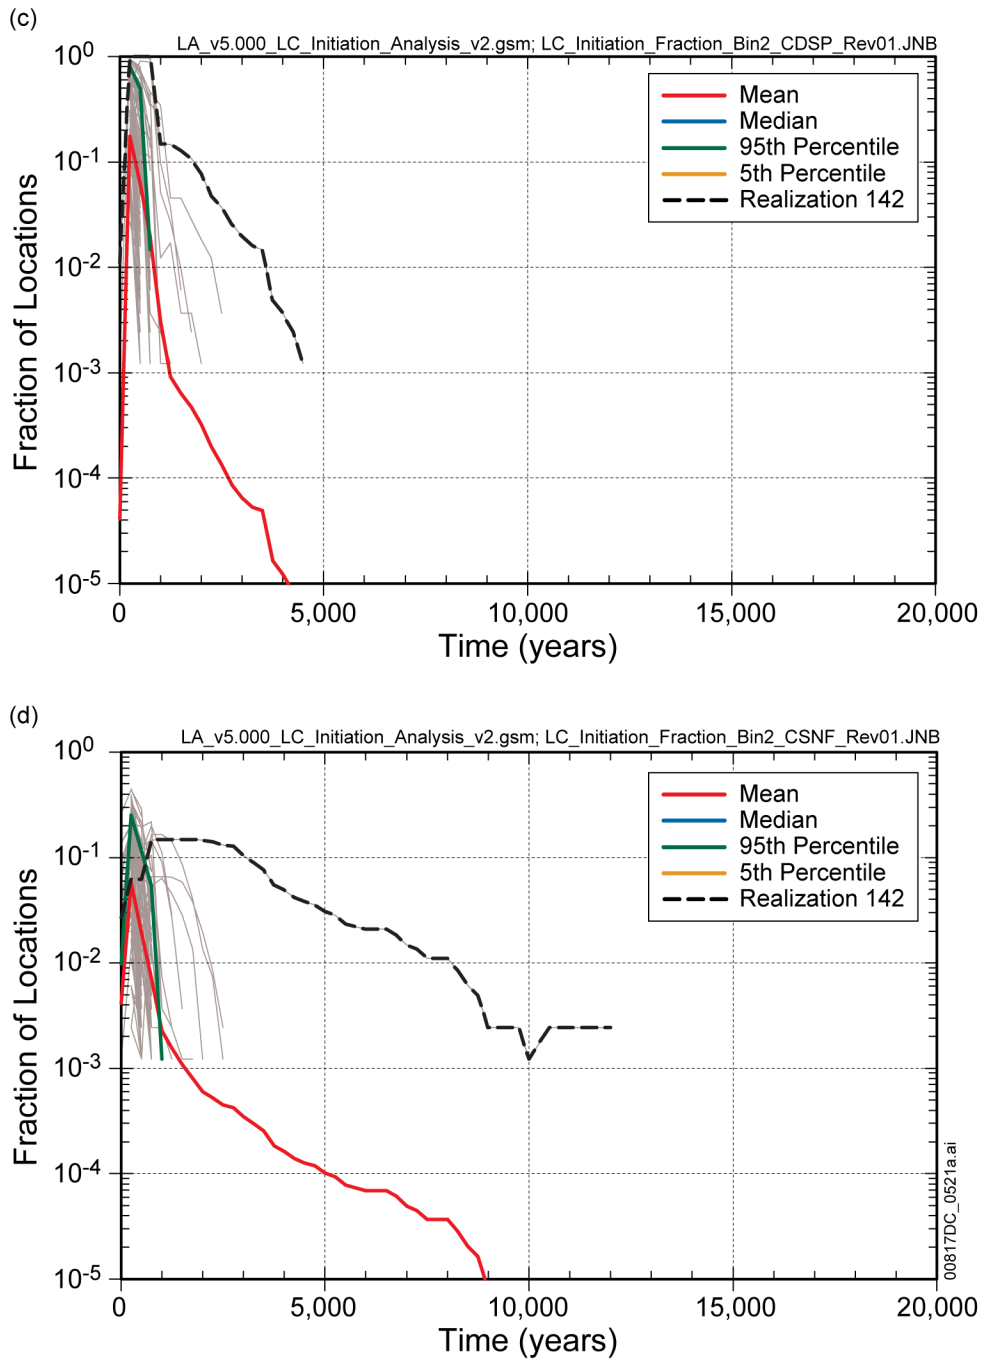 (c)
LA_v5.000_LC_Initiation_Analysis_v2.gsm; LC_Initiation_Fraction_Bin2_CDSP_Rev01.JNB
10^0
10^-1
10^-2
10^-3
10^-4
10^-5
Fraction of Locations
Mean
Median
95th Percentile
5th Percentile
Realization 142
0 5,000 10,000 15,000 20,000
Time (years)
(d)
LA_v5.000_LC_Initiation_Analysis_v2.gsm; LC_Initiation_Fraction_Bin2_CSNF_Rev01.JNB
10^0
10^-1
10^-2
10^-3
10^-4
10^-5
Fraction of Locations
Mean
Median
95th Percentile
5th Percentile
Realization 142
0 5,000 10,000 15,000 20,000
Time (years)
00817DC_0521a.ai